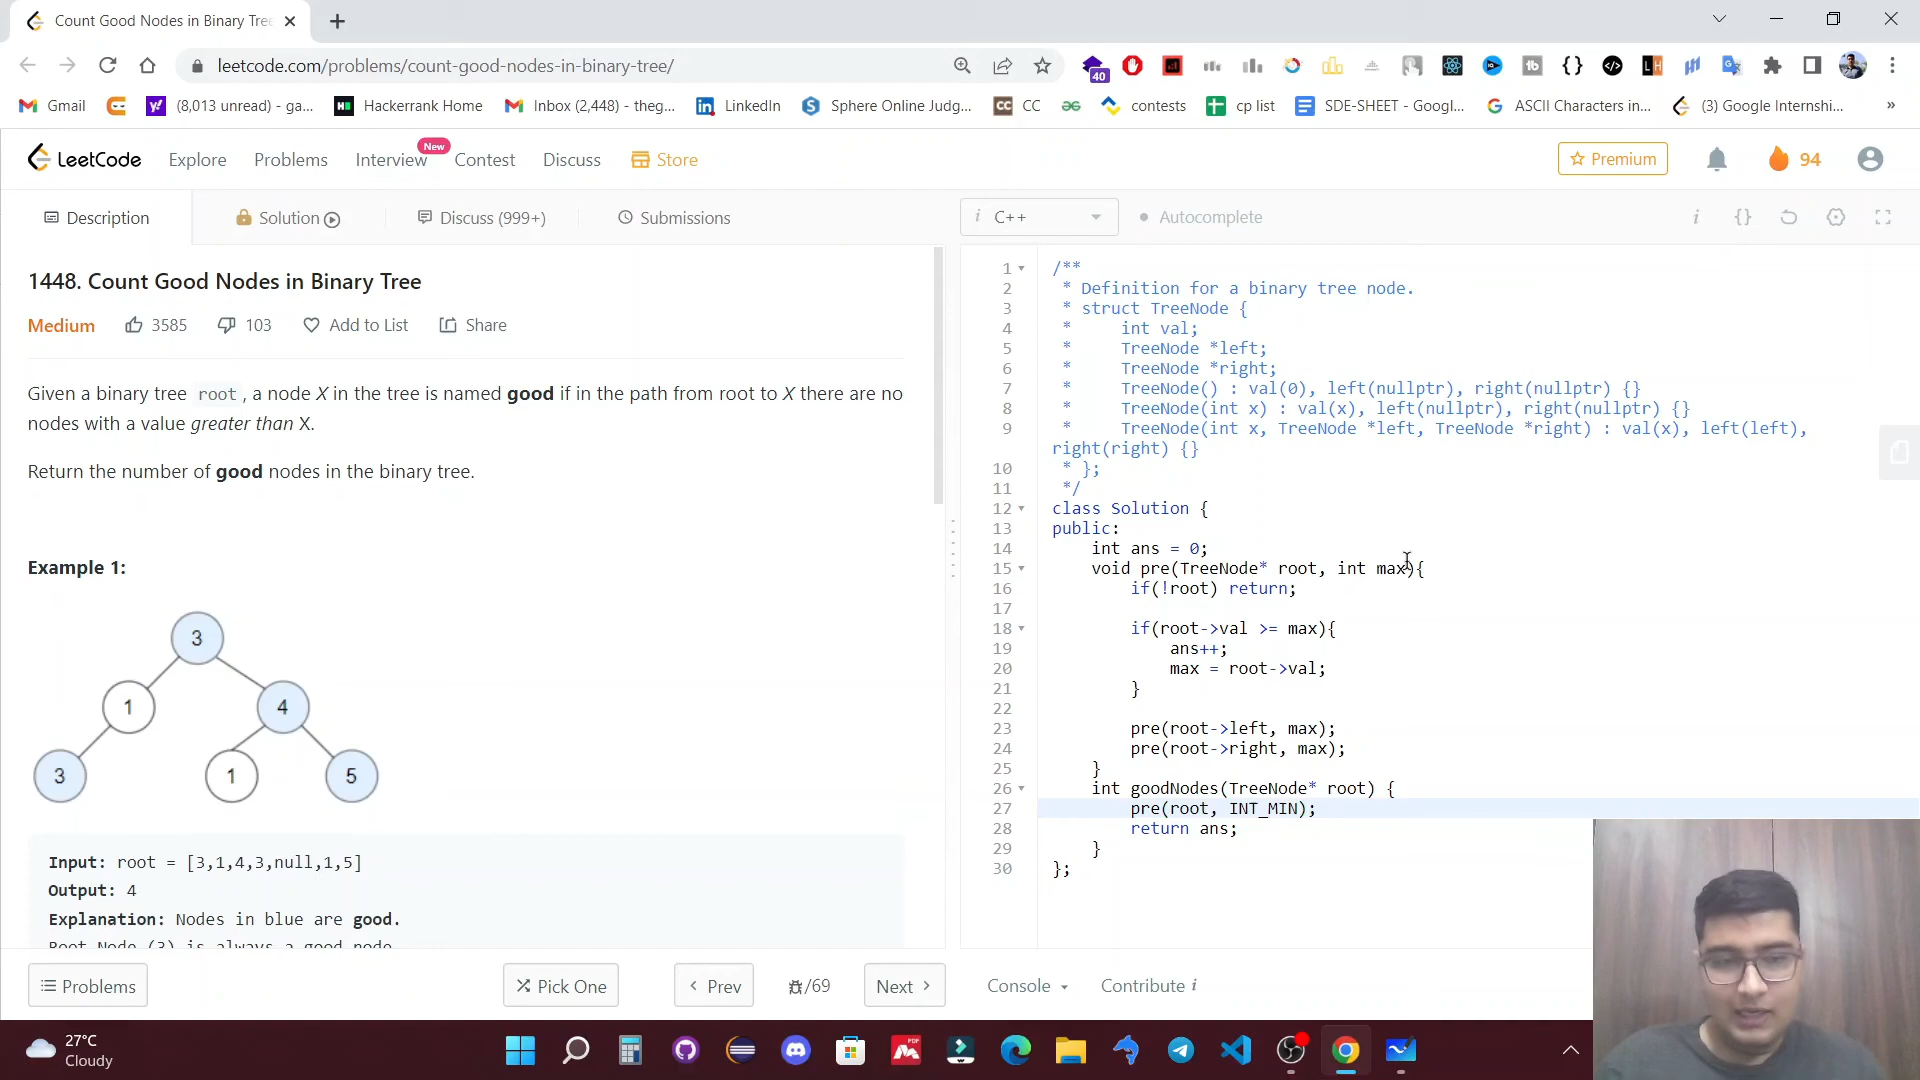 Count Good Nodes in Binary Tre
leetcode.com/problems/count-good-nodes-in-binary-tree/
40
Gmail
(8,013 unread) - ga...
Hackerrank Home
Inbox (2,448) - theg...
LinkedIn
Sphere Online Judg...
CC CC
contests
cp list
SDE-SHEET - Googl...
ASCII Characters in...
(3) Google Internshi...
»
LeetCode
Explore
Problems
Interview
New
Contest
Discuss
Store
Premium
94
Description
Solution
Discuss (999+)
Submissions
i C++
Autocomplete
1448. Count Good Nodes in Binary Tree
Medium
3585
103
Add to List
Share
Given a binary tree root, a node X in the tree is named good if in the path from root to X there are no
nodes with a value greater than X.
Return the number of good nodes in the binary tree.
Example 1:
3
1
4
3
1
5
Input: root = [3,1,4,3,null,1,5]
Output: 4
Explanation: Nodes in blue are good.
Root Node (3) is always a good node.
1 /**
2 * Definition for a binary tree node.
3 * struct TreeNode {
4 * int val;
5 * TreeNode *left;
6 * TreeNode *right;
7 * TreeNode() : val(0), left(nullptr), right(nullptr) {}
8 * TreeNode(int x) : val(x), left(nullptr), right(nullptr) {}
9 * TreeNode(int x, TreeNode *left, TreeNode *right) : val(x), left(left),
right(right) {}
10 * };
11 */
12 class Solution {
13 public:
14 int ans = 0;
15 void pre(TreeNode* root, int max){
16 if(!root) return;
17
18 if(root->val >= max){
19 ans++;
20 max = root->val;
21 }
22
23 pre(root->left, max);
24 pre(root->right, max);
25 }
26 int goodNodes(TreeNode* root) {
27 pre(root, INT_MIN);
28 return ans;
29 }
30 };
Problems
Pick One
Prev
/69
Next
Console
Contribute i
27°C
Cloudy